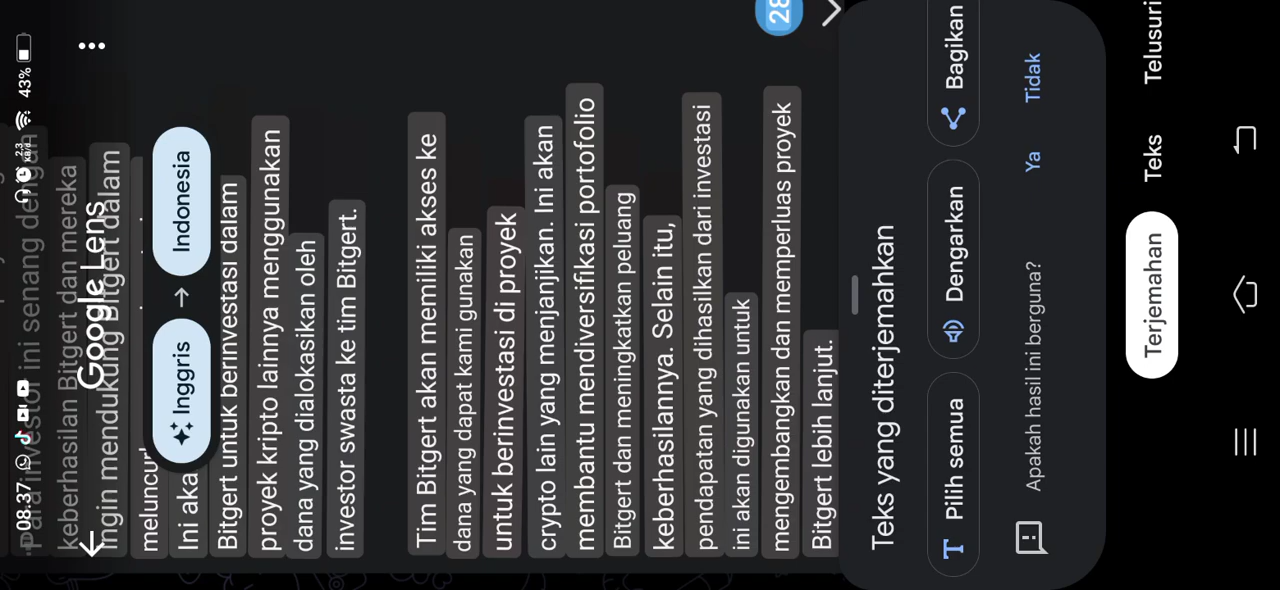 08.37
2.3
KB/d
43%
Para investor ini senang dengan
keberhasilan Bitgert dan mereka
Google Lens
ingin mendukung Bitgert dalam
meluncur
Inggris → Indonesia
Ini aka
Bitgert untuk berinvestasi dalam
proyek kripto lainnya menggunakan
dana yang dialokasikan oleh
investor swasta ke tim Bitgert.
Tim Bitgert akan memiliki akses ke
dana yang dapat kami gunakan
untuk berinvestasi di proyek
crypto lain yang menjanjikan. Ini akan
membantu mendiversifikasi portofolio
Bitgert dan meningkatkan peluang
keberhasilannya. Selain itu,
pendapatan yang dihasilkan dari investasi
ini akan digunakan untuk
mengembangkan dan memperluas proyek
Bitgert lebih lanjut.
28
Teks yang diterjemahkan
Pilih semua
Dengarkan
Bagikan
Apakah hasil ini berguna?
Ya
Tidak
Terjemahan
Teks
Telusuri